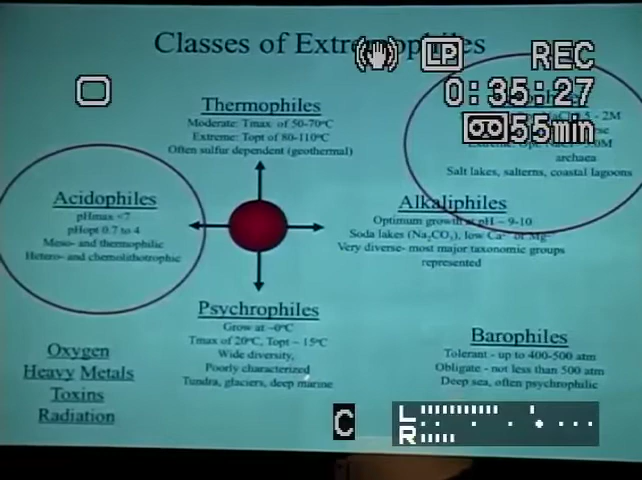 Classes of Extremophiles
LP
REC
0:35:27
55min
Thermophiles
Moderate: Tmax of 50-70°C
Extreme: Topt of 80-110°C
Often sulfur dependent (geothermal)
- 2M
archaea
Salt lakes, salterns, coastal lagoons
Acidophiles
pHmax <7
pHopt 0.7 to 4
Meso- and thermophilic
Hetero- and chemolithotrophic
Alkaliphiles
Optimum growth at pH ~ 9-10
Soda lakes (Na₂CO₃), low Ca or Mg
Very diverse- most major taxonomic groups
represented
Psychrophiles
Grow at ~0°C
Tmax of 20°C, Topt ~ 15°C
Wide diversity,
Poorly characterized
Tundra, glaciers, deep marine
Barophiles
Tolerant - up to 400-500 atm
Obligate - not less than 500 atm
Deep sea, often psychrophilic
Oxygen
Heavy Metals
Toxins
Radiation
C
L
R